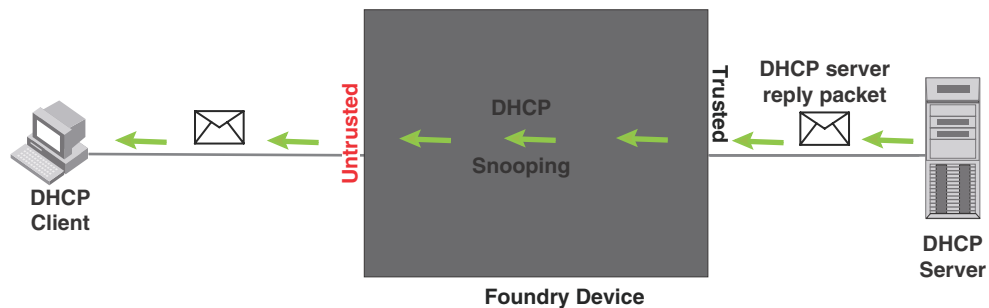 DHCP
Client
Untrusted
DHCP
Snooping
Trusted
DHCP server
reply packet
DHCP
Server
Foundry Device